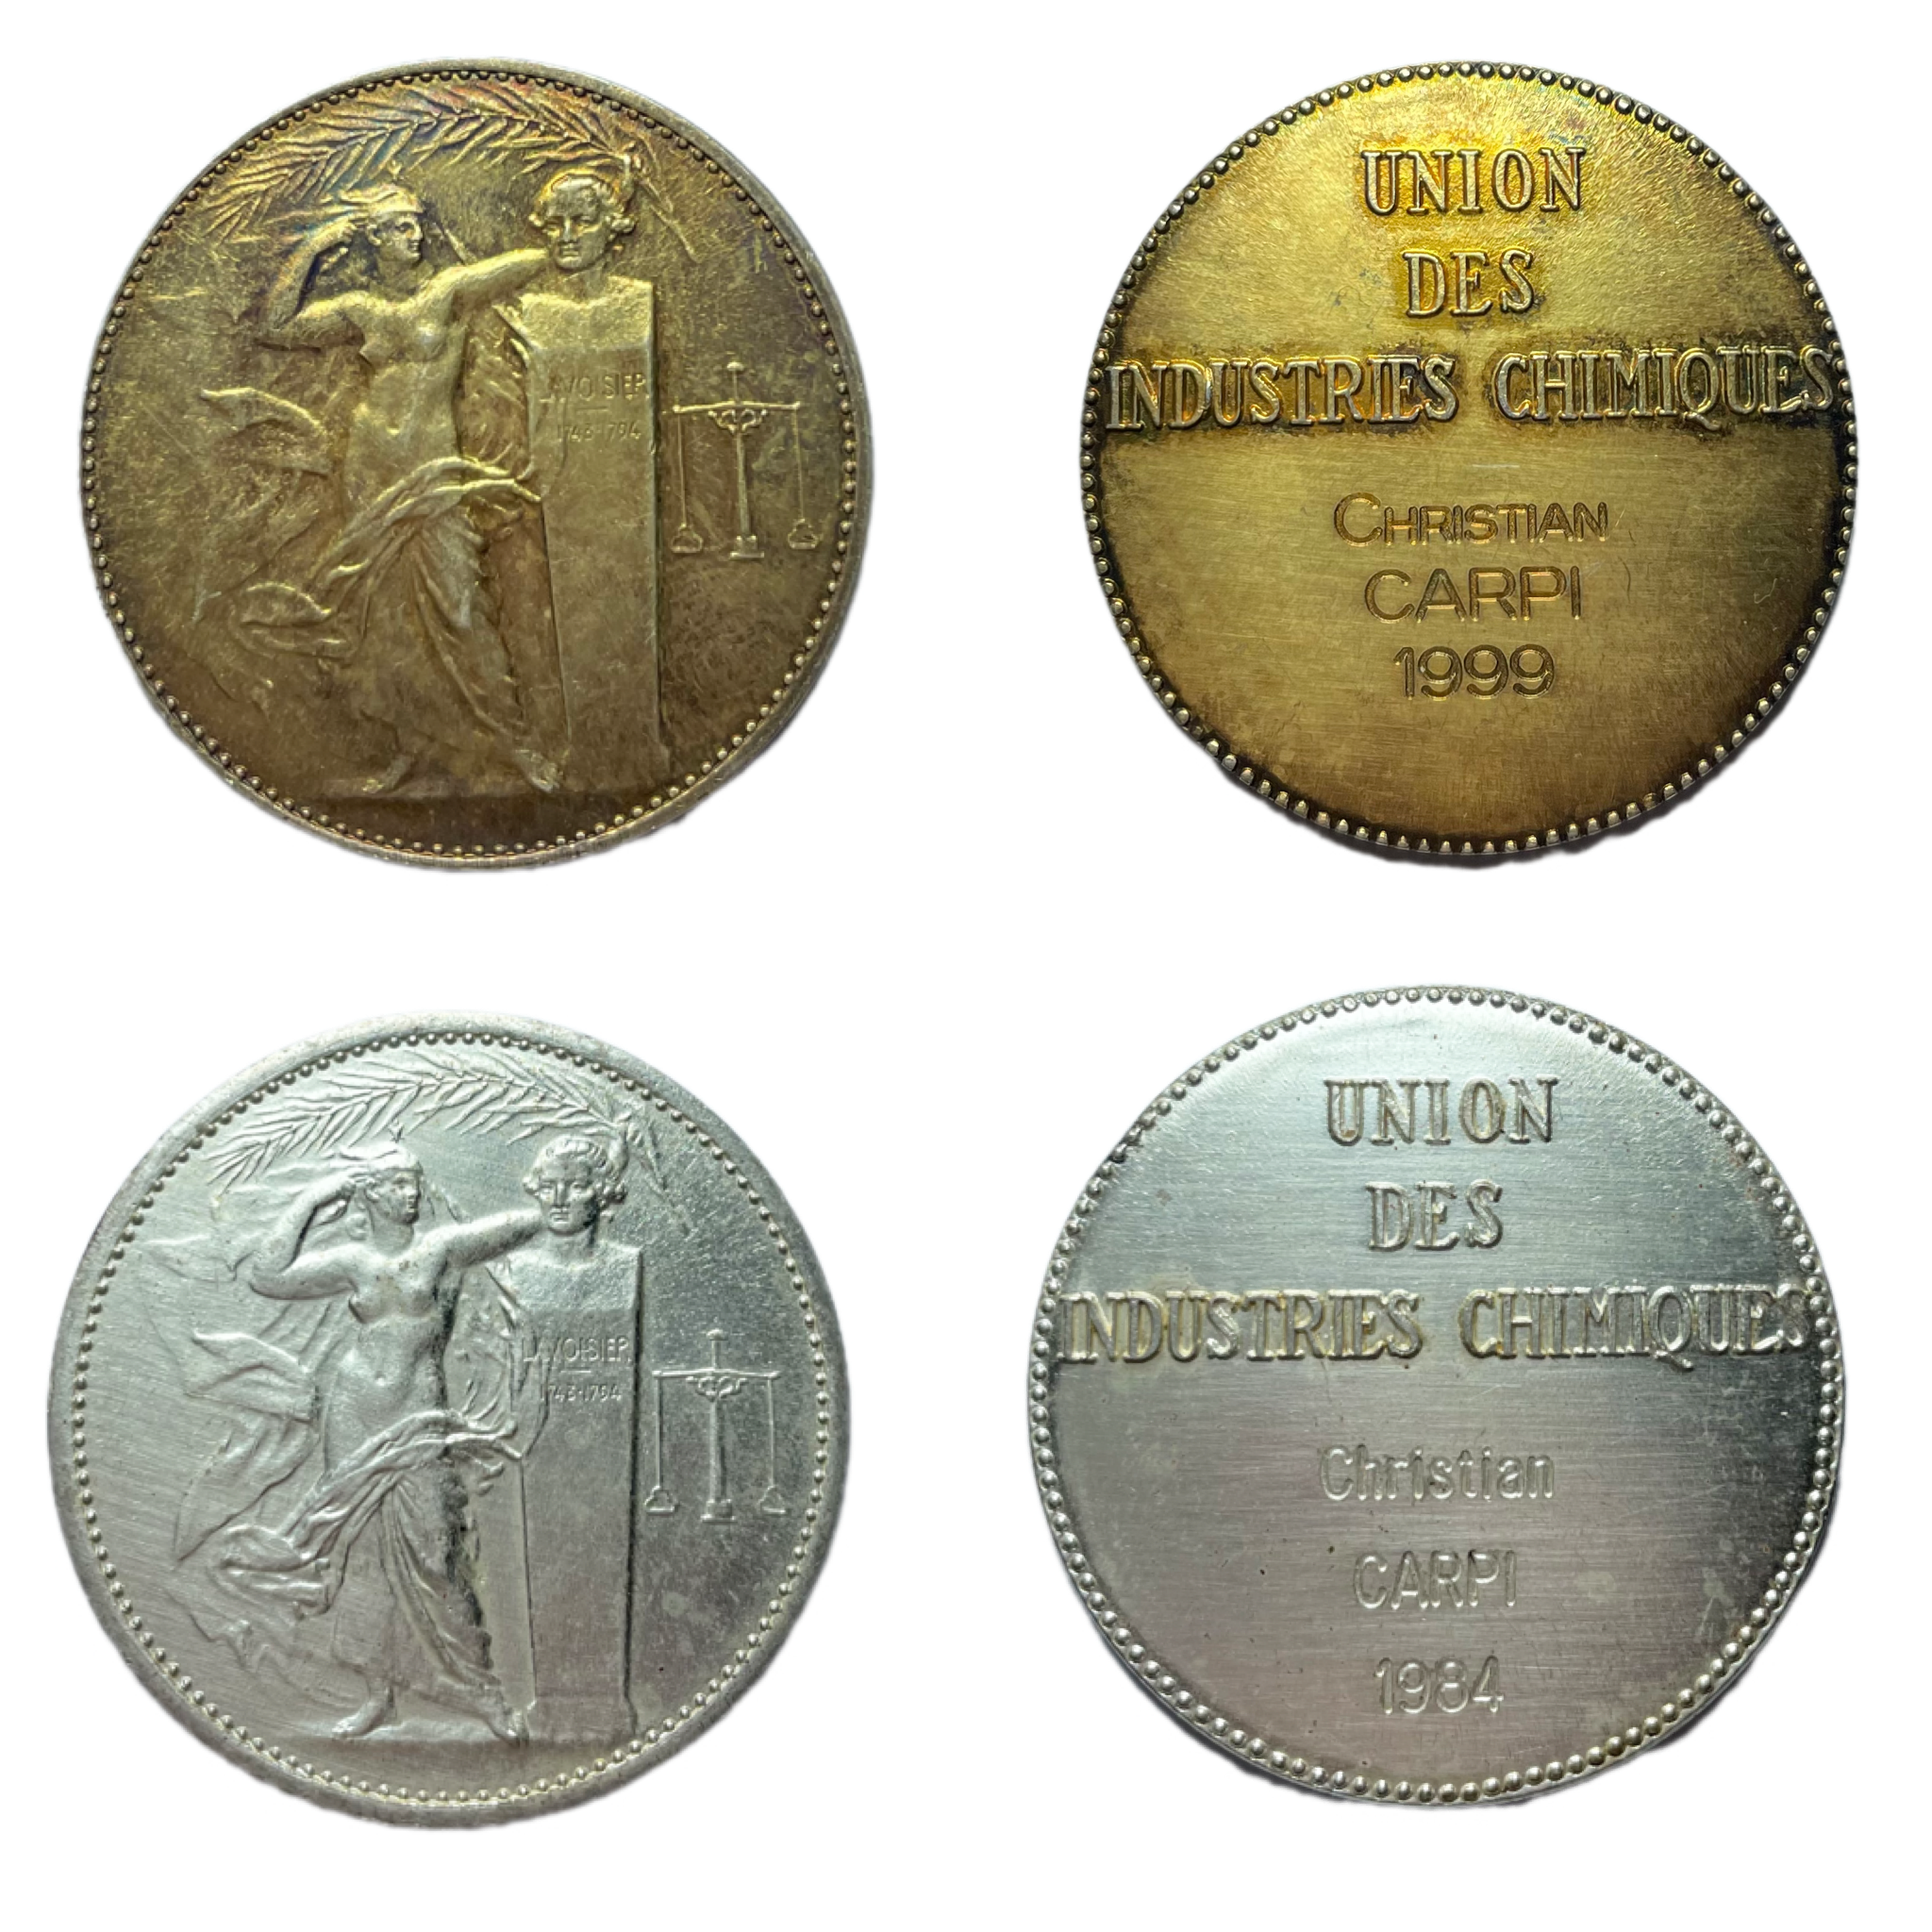 LAVOISIER
1743-1794
UNION
DES
INDUSTRIES CHIMIQUES
CHRISTIAN
CARPI
1999
LAVOISIER
1743-1794
UNION
DES
INDUSTRIES CHIMIQUES
Christian
CARPI
1984